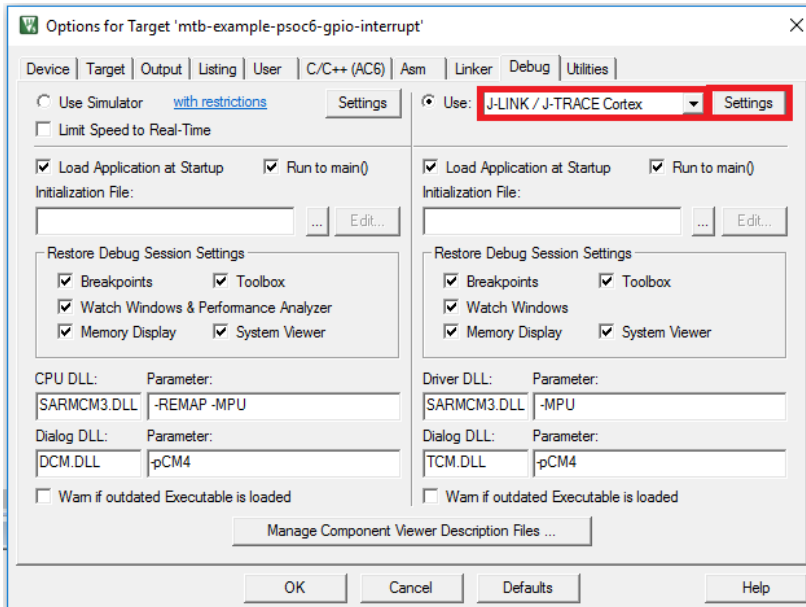 Options for Target 'mtb-example-psoc6-gpio-interrupt'
Device Target Output Listing User C/C++ (AC6) Asm Linker Debug Utilities
Use Simulator with restrictions Settings
Limit Speed to Real-Time
Use: J-LINK / J-TRACE Cortex Settings
Load Application at Startup Run to main()
Initialization File:
... Edit...
Restore Debug Session Settings
Breakpoints Toolbox
Watch Windows & Performance Analyzer
Memory Display System Viewer
Load Application at Startup Run to main()
Initialization File:
... Edit...
Restore Debug Session Settings
Breakpoints Toolbox
Watch Windows
Memory Display System Viewer
CPU DLL: Parameter:
SARMCM3.DLL -REMAP -MPU
Dialog DLL: Parameter:
DCM.DLL -pCM4
Warn if outdated Executable is loaded
Driver DLL: Parameter:
SARMCM3.DLL -MPU
Dialog DLL: Parameter:
TCM.DLL -pCM4
Warn if outdated Executable is loaded
Manage Component Viewer Description Files ...
OK Cancel Defaults Help